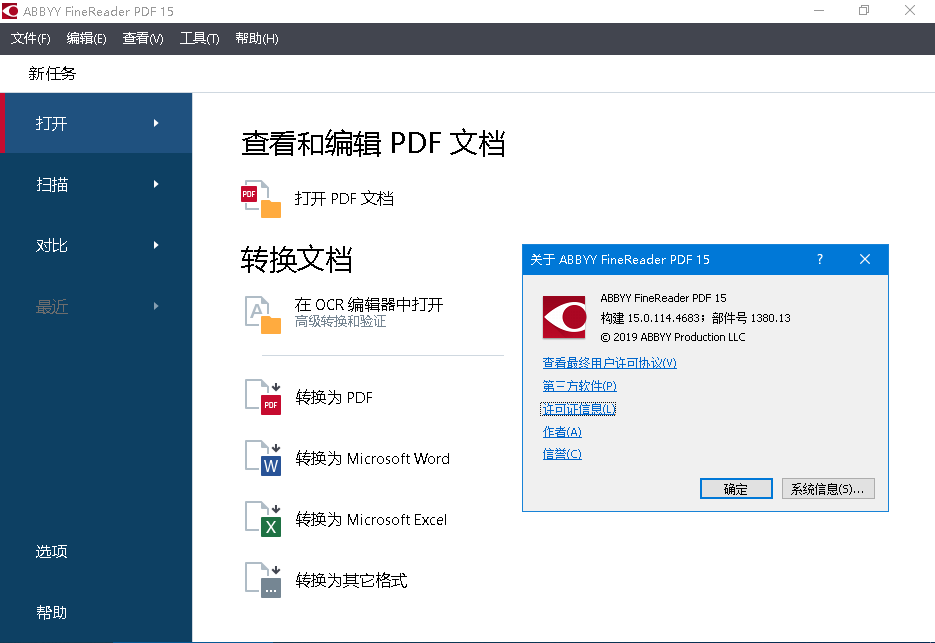 ABBYY FineReader PDF 15
文件(F) 编辑(E) 查看(V) 工具(T) 帮助(H)
新任务
打开
扫描
对比
最近
选项
帮助
查看和编辑 PDF 文档
PDF
打开 PDF 文档
转换文档
A
在 OCR 编辑器中打开
高级转换和验证
PDF
转换为 PDF
W
转换为 Microsoft Word
X
转换为 Microsoft Excel
...
转换为其它格式
关于 ABBYY FineReader PDF 15 ?
ABBYY FineReader PDF 15
构建 15.0.114.4683；部件号 1380.13
© 2019 ABBYY Production LLC
查看最终用户许可协议(V)
第三方软件(P)
许可证信息(L)
作者(A)
信誉(C)
确定 系统信息(S)...